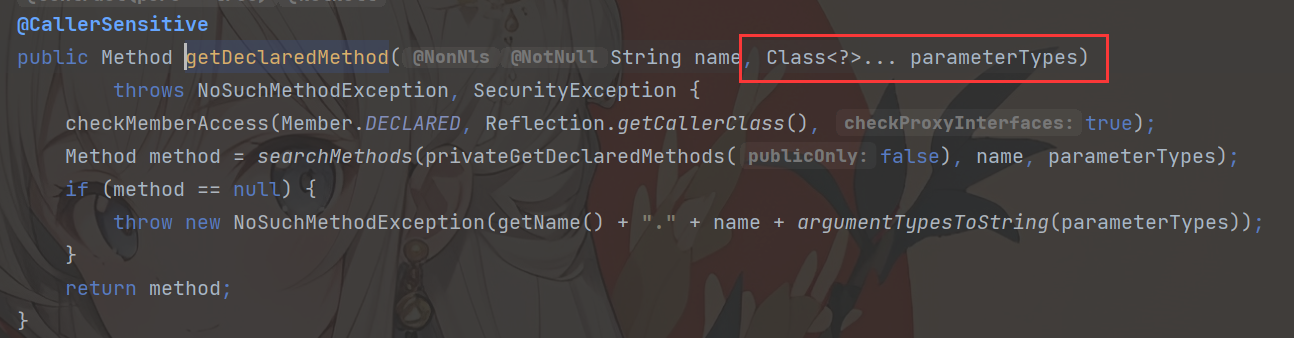 @CallerSensitive
public Method getDeclaredMethod( @NonNls @NotNull String name, Class<?>... parameterTypes)
throws NoSuchMethodException, SecurityException {
checkMemberAccess(Member.DECLARED, Reflection.getCallerClass(), checkProxyInterfaces: true);
Method method = searchMethods(privateGetDeclaredMethods( publicOnly: false), name, parameterTypes);
if (method == null) {
throw new NoSuchMethodException(getName() + "." + name + argumentTypesToString(parameterTypes));
}
return method;
}